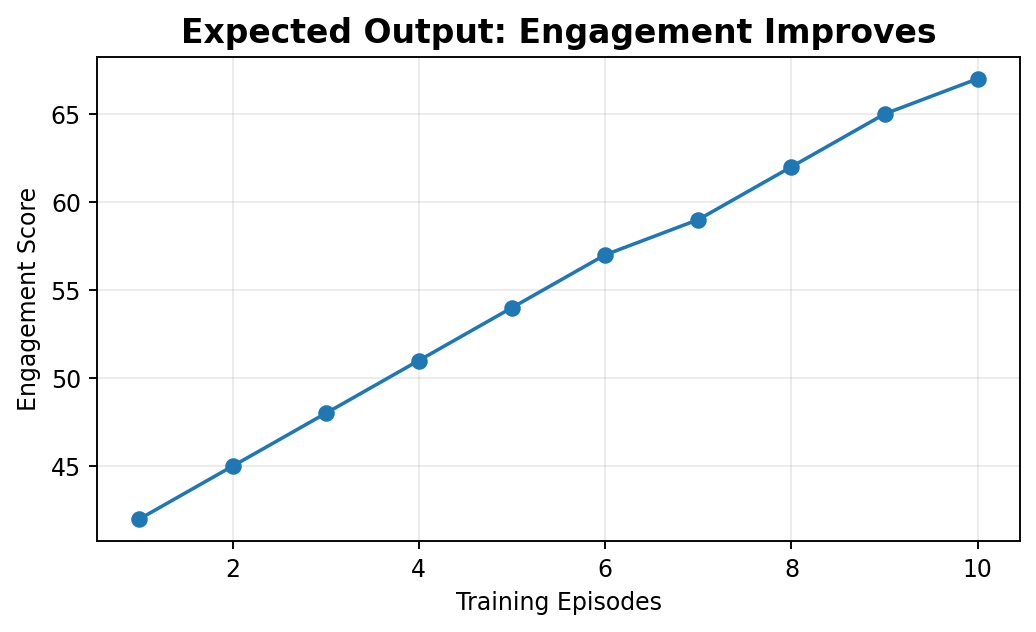 Expected Output: Engagement Improves
Engagement Score
65
60
55
50
45
2 4 6 8 10
Training Episodes